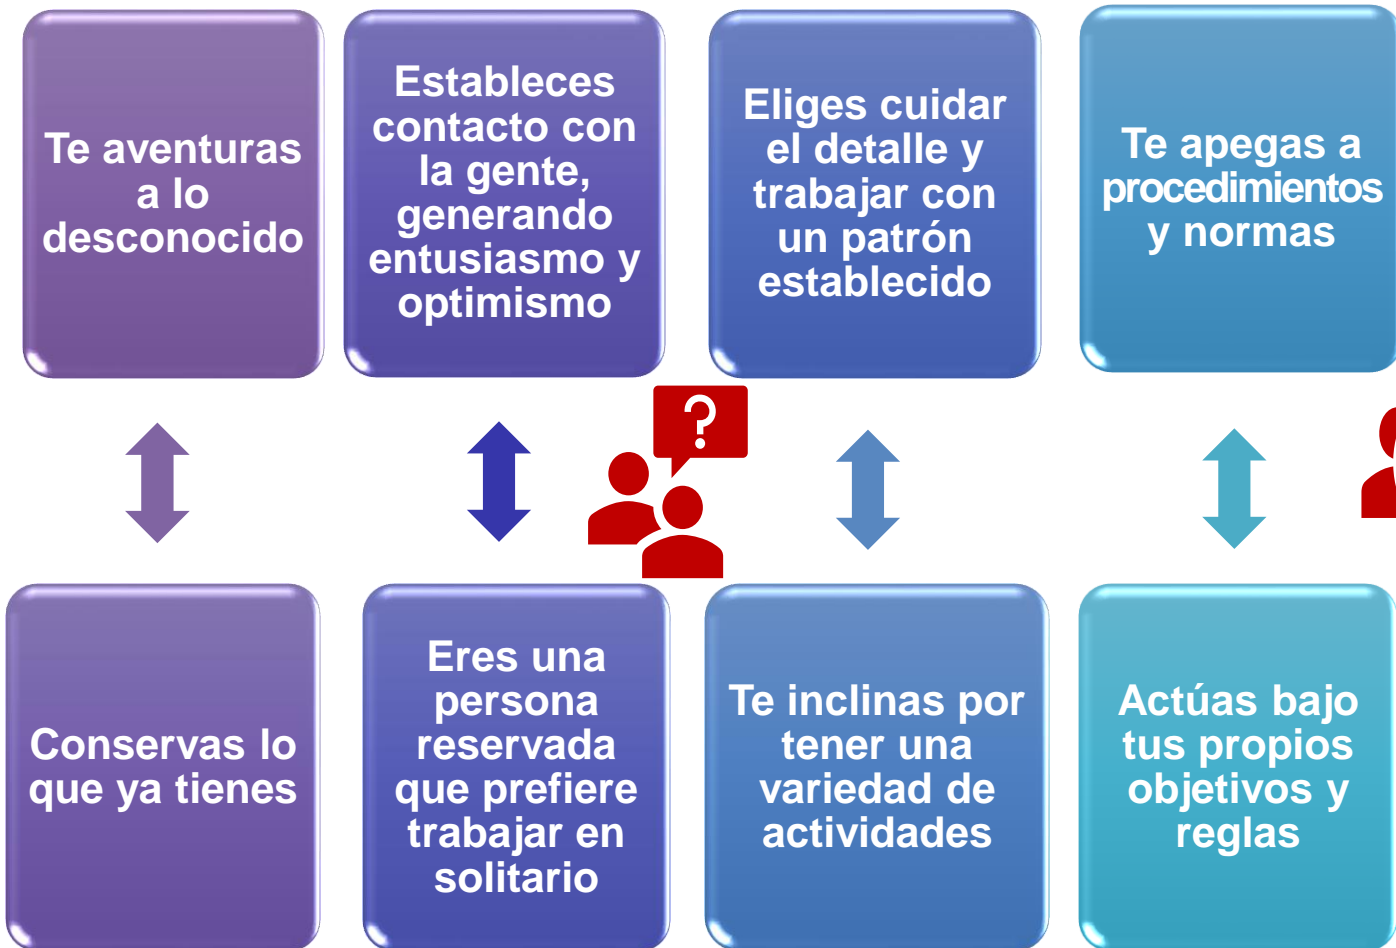 Te aventuras
a lo
desconocido
Estableces
contacto con
la gente,
generando
entusiasmo y
optimismo
Eliges cuidar
el detalle y
trabajar con
un patrón
establecido
Te apegas a
procedimientos
y normas
?
Conservas lo
que ya tienes
Eres una
persona
reservada
que prefiere
trabajar en
solitario
Te inclinas por
tener una
variedad de
actividades
Actúas bajo
tus propios
objetivos y
reglas